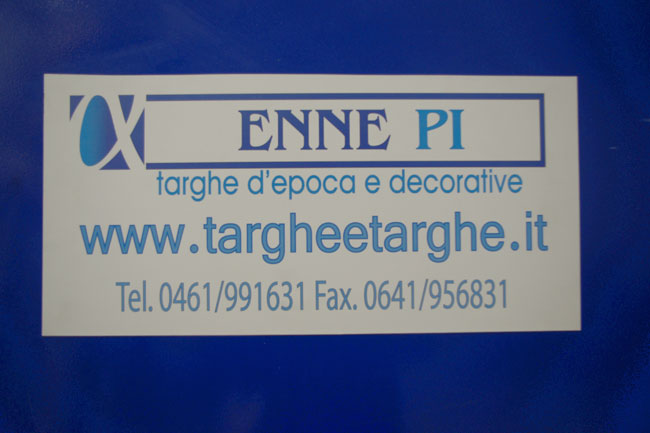 ENNE PI
targhe d'epoca e decorative
www.targheetarghe.it
Tel. 0461/991631 Fax. 0641/956831